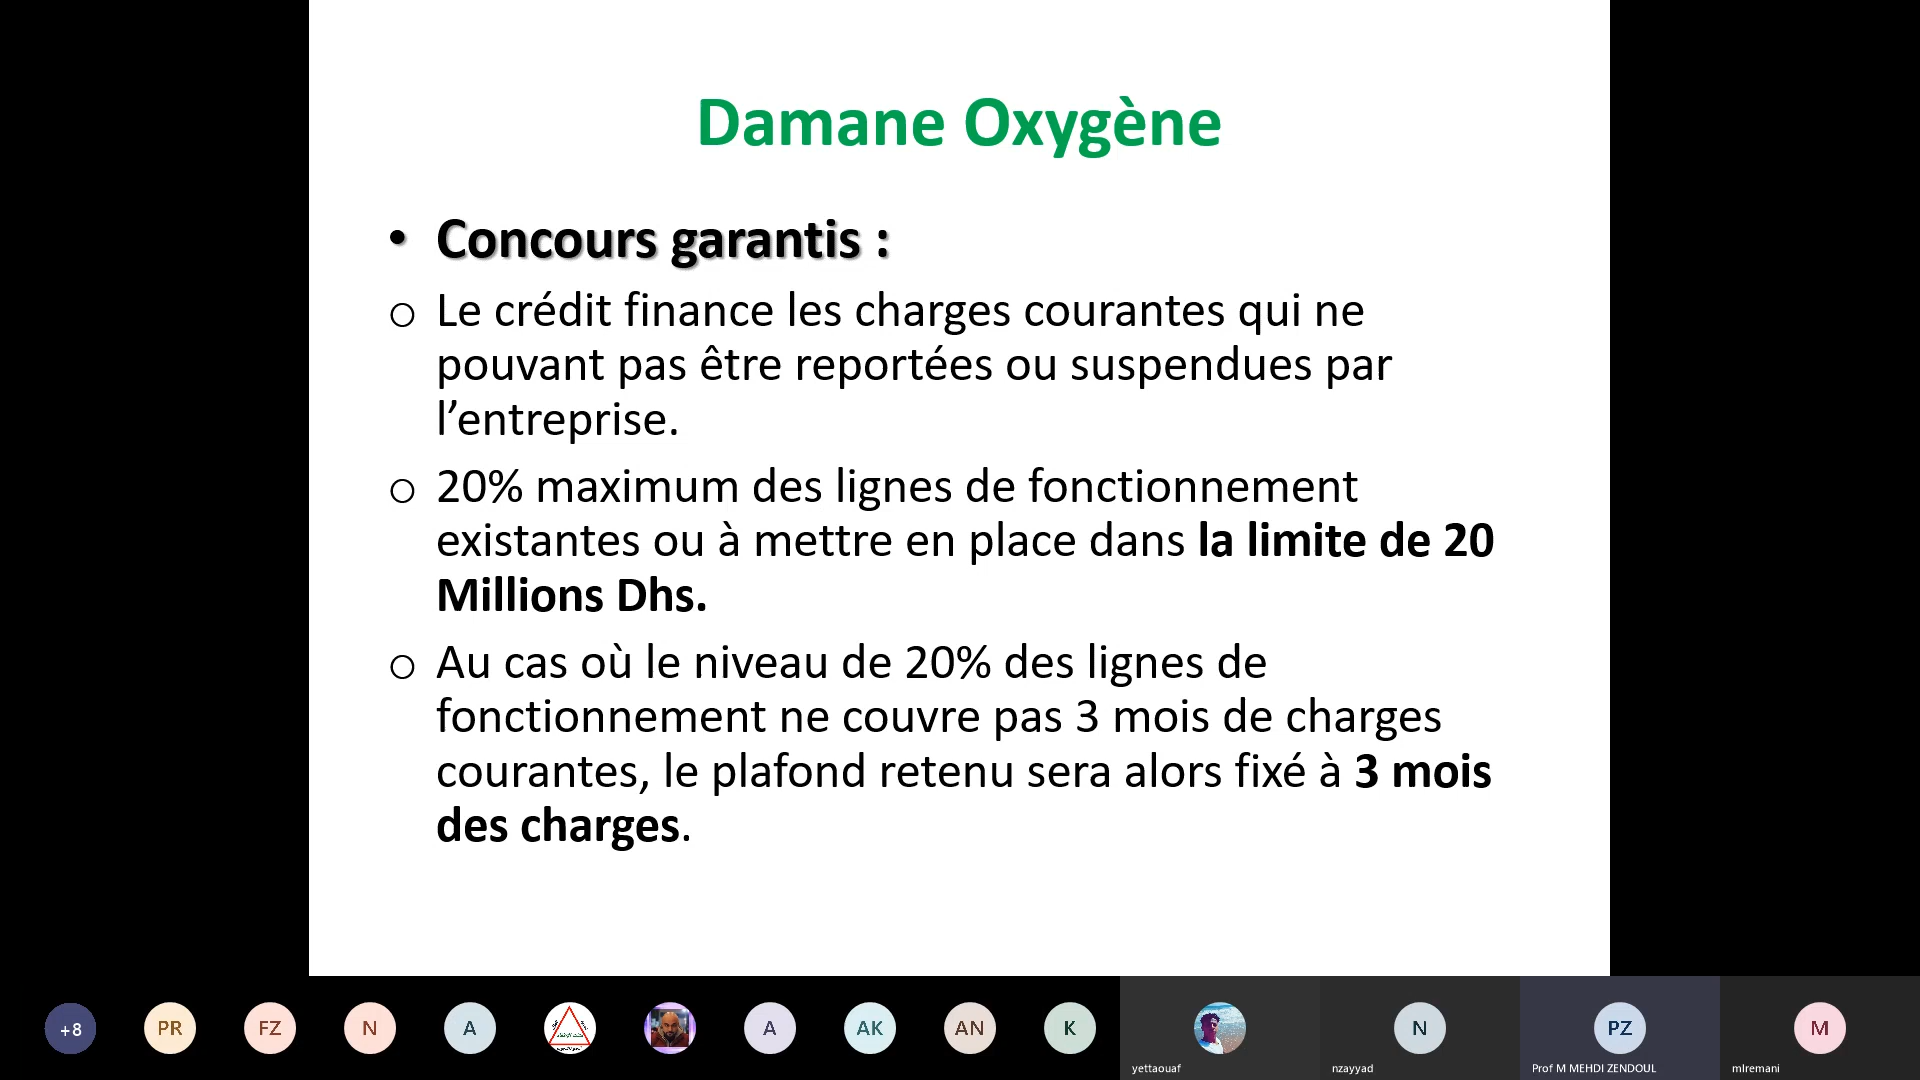 Damane Oxygène
• Concours garantis :
o Le crédit finance les charges courantes qui ne
pouvant pas être reportées ou suspendues par
l’entreprise.
o 20% maximum des lignes de fonctionnement
existantes ou à mettre en place dans la limite de 20
Millions Dhs.
o Au cas où le niveau de 20% des lignes de
fonctionnement ne couvre pas 3 mois de charges
courantes, le plafond retenu sera alors fixé à 3 mois
des charges.
+8 PR FZ N A A AK AN K N PZ M
yettaouaf nzayyad Prof M MEHDI ZENDOUL mlremani